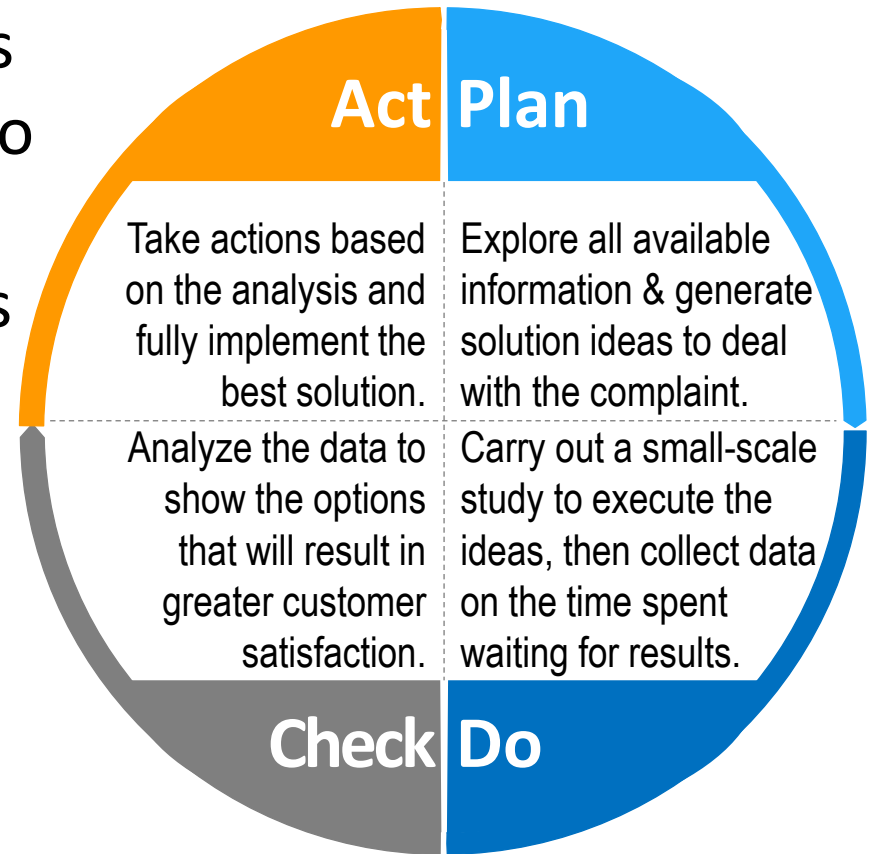 s
o
s
Act
Plan
Take actions based
on the analysis and
fully implement the
best solution.
Explore all available
information & generate
solution ideas to deal
with the complaint.
Analyze the data to
show the options
that will result in
greater customer
satisfaction.
Carry out a small-scale
study to execute the
ideas, then collect data
on the time spent
waiting for results.
Check
Do